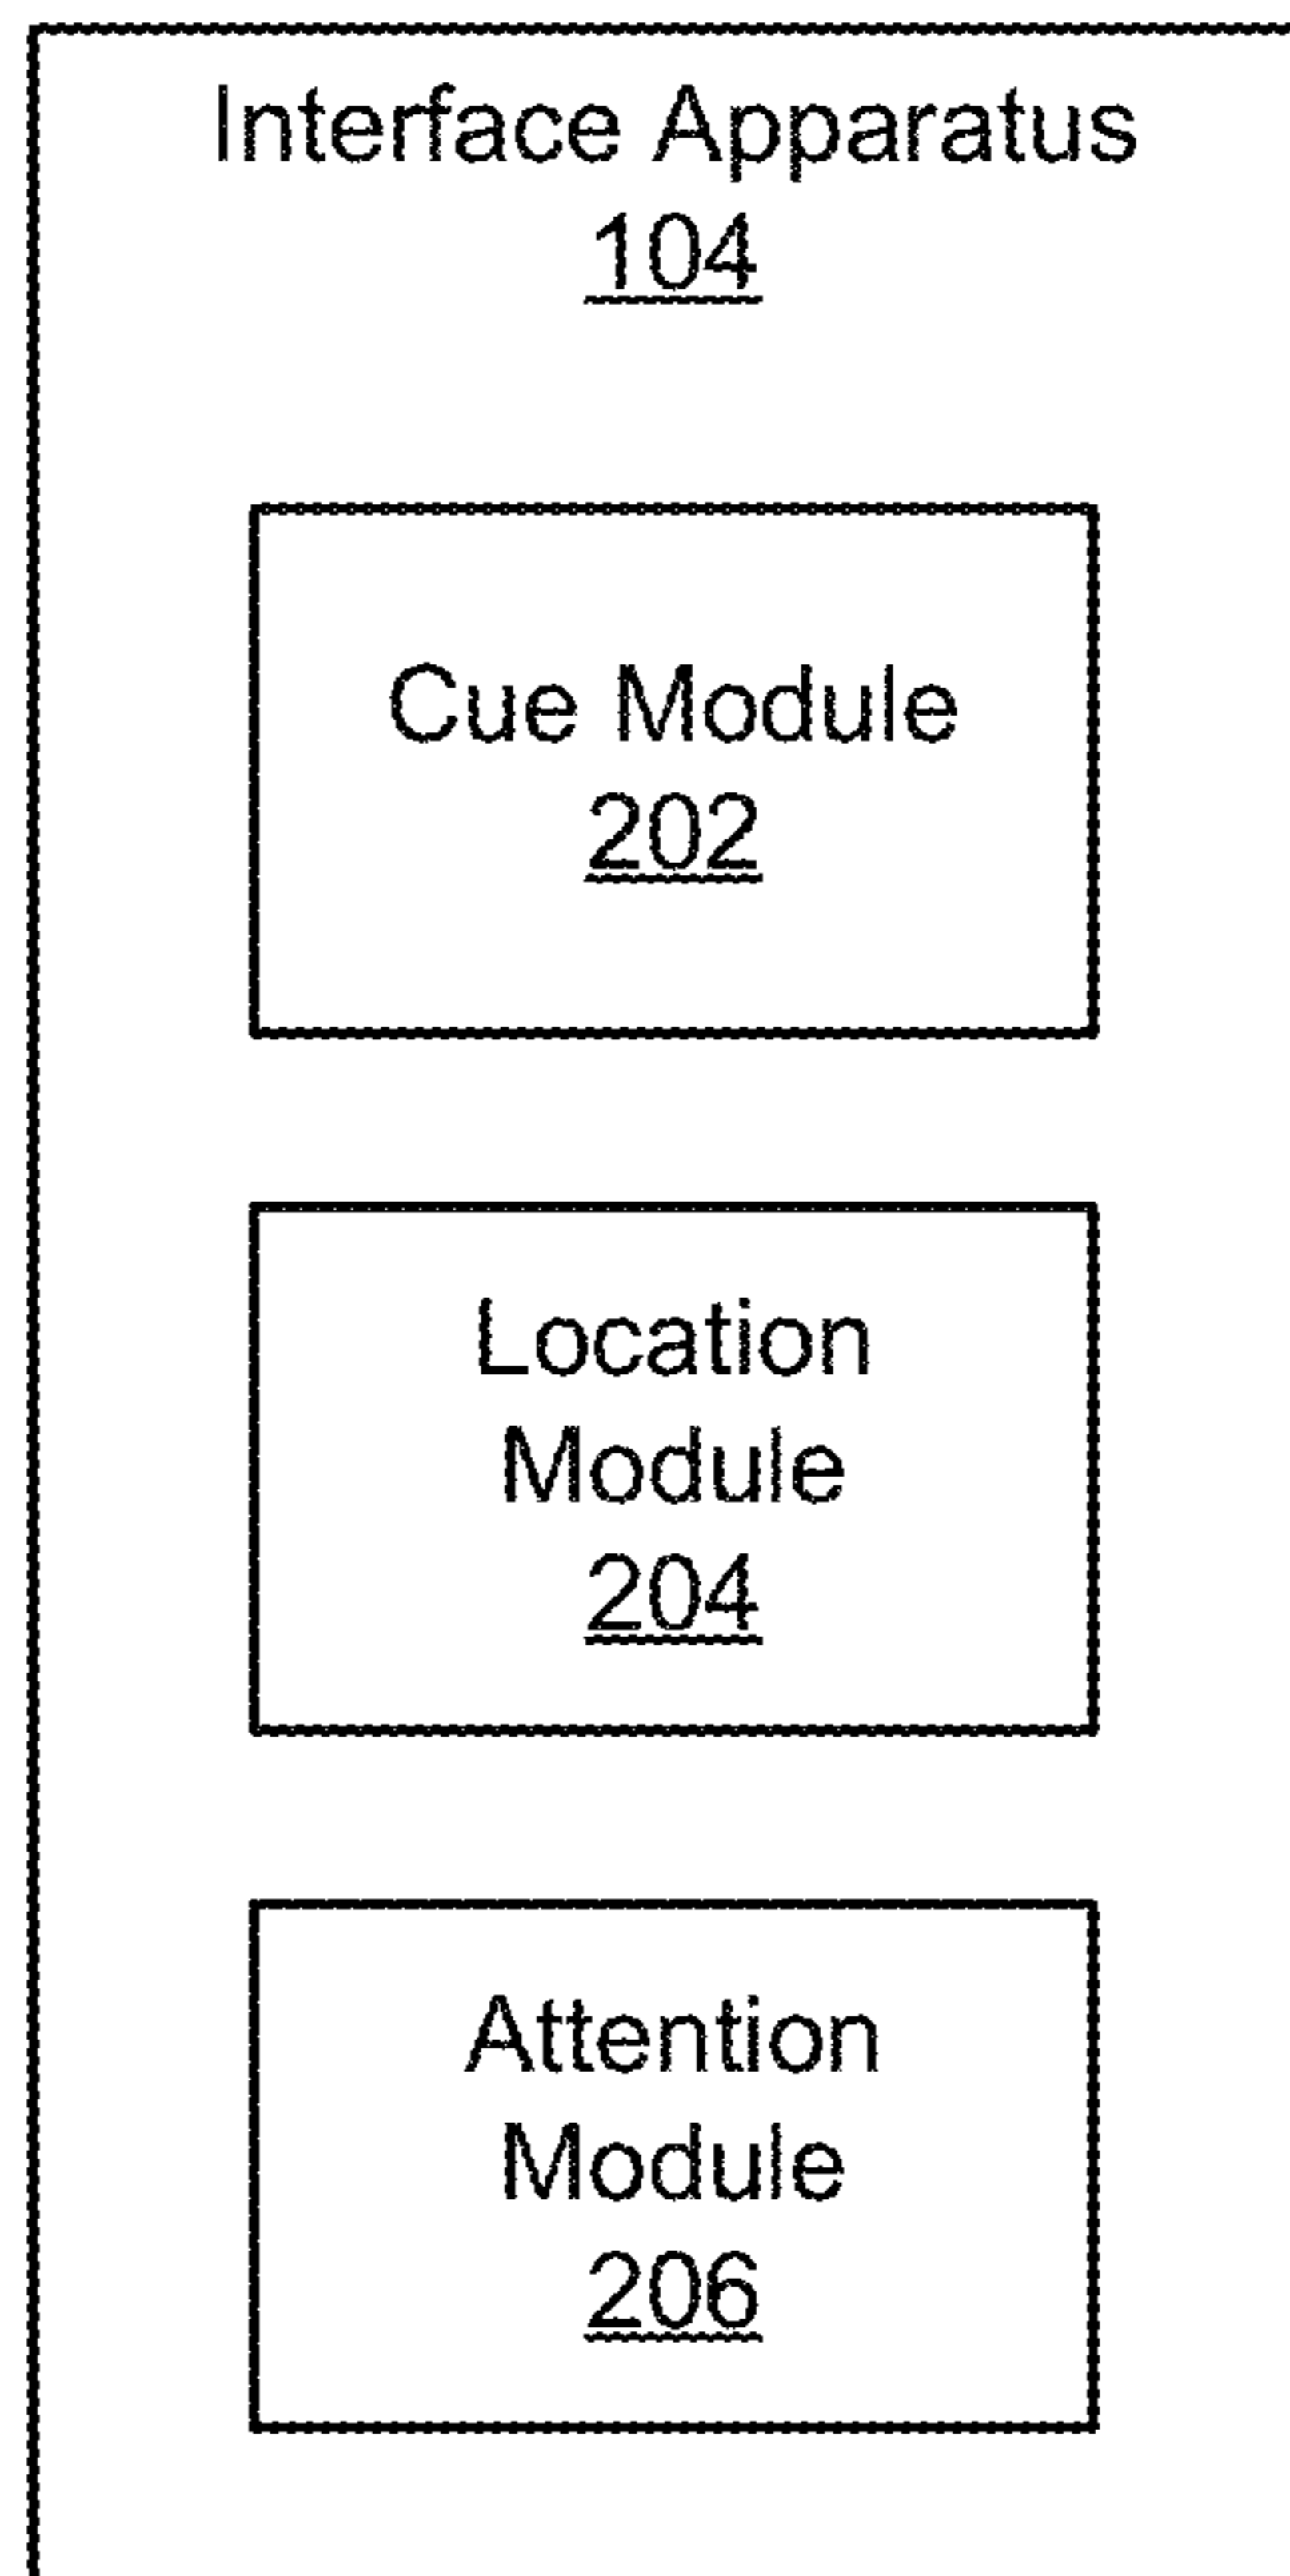 Interface Apparatus
104
Cue Module
202
Location
Module
204
Attention
Module
206